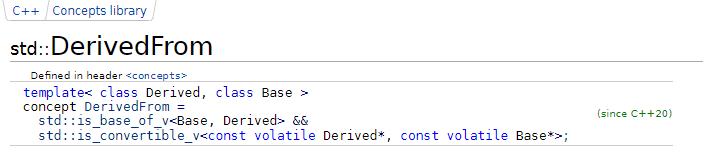 C++ Concepts library
std::DerivedFrom
Defined in header <concepts>
template< class Derived, class Base >
concept DerivedFrom =
std::is_base_of_v<Base, Derived> &&
(since C++20)
std::is_convertible_v<const volatile Derived*, const volatile Base*>;